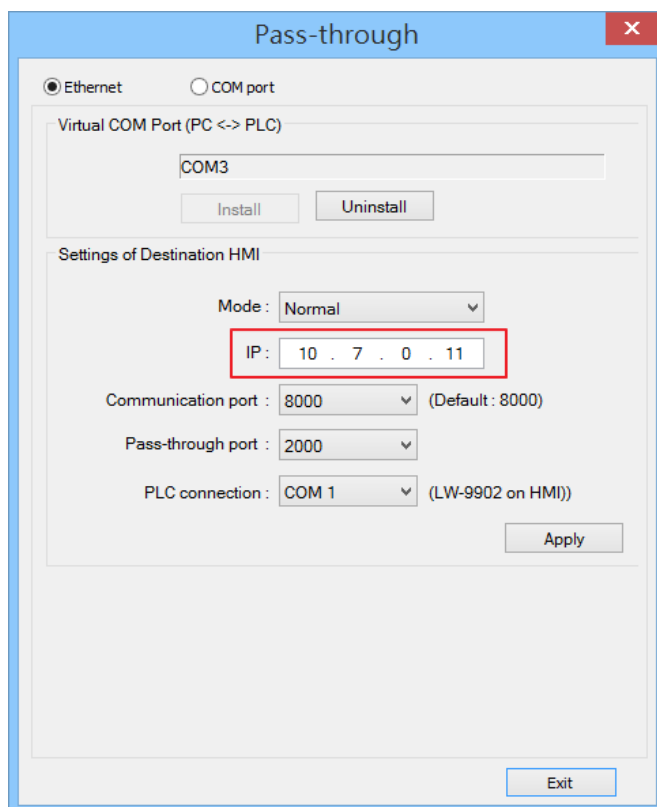 Pass-through
Ethernet COM port
Virtual COM Port (PC <-> PLC)
COM3
Install Uninstall
Settings of Destination HMI
Mode : Normal
IP : 10 . 7 . 0 . 11
Communication port : 8000 (Default : 8000)
Pass-through port : 2000
PLC connection : COM 1 (LW-9902 on HMI))
Apply
Exit